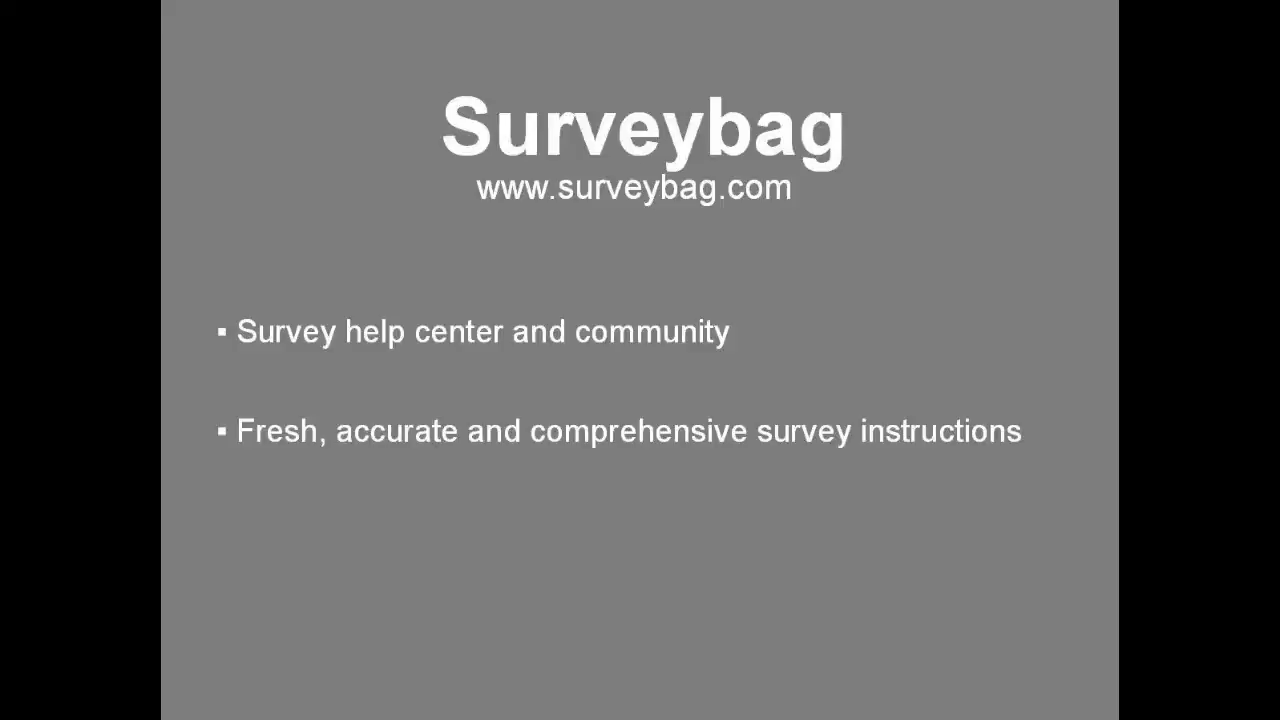 Surveybag
www.surveybag.com
▪ Survey help center and community
▪ Fresh, accurate and comprehensive survey instructions